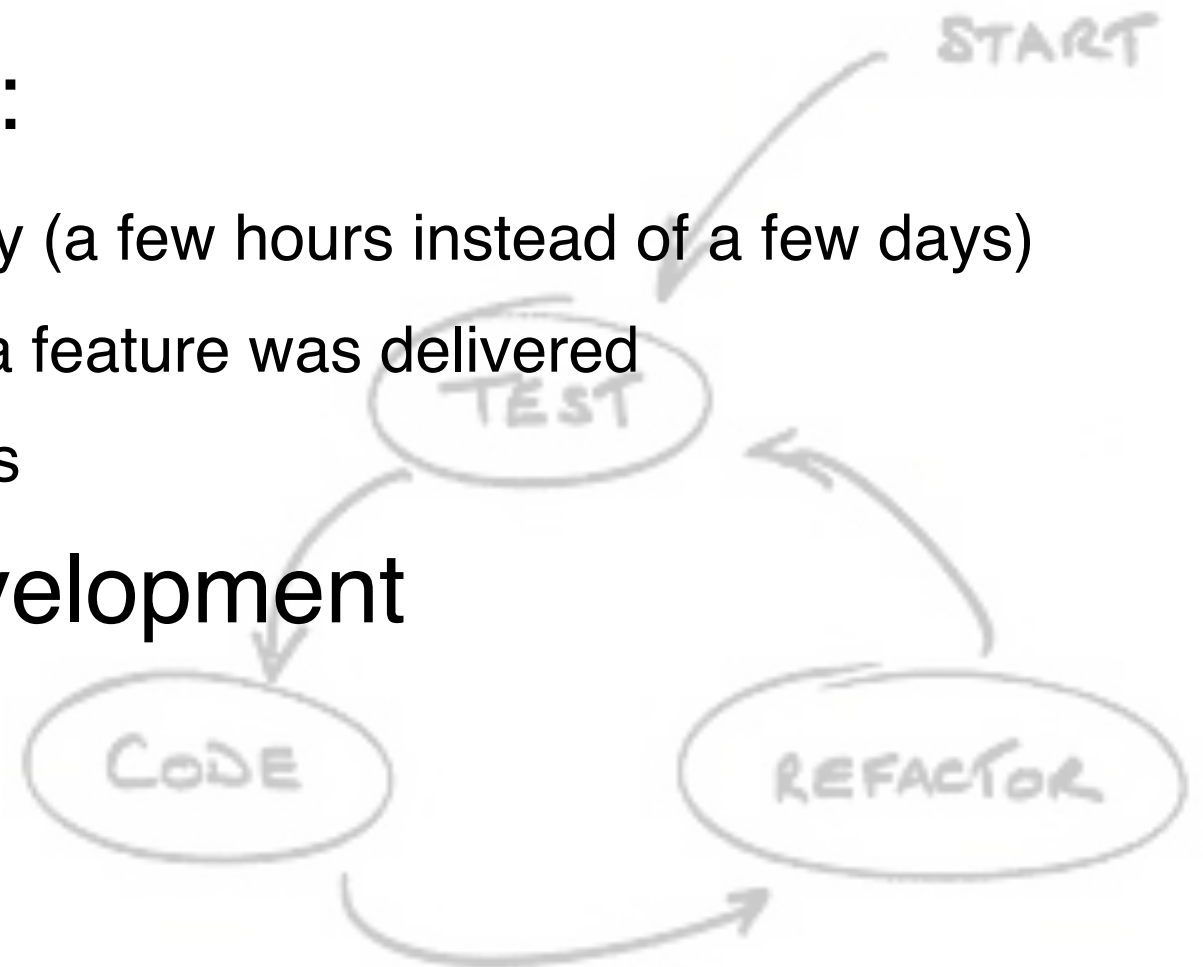 START
:
y (a few hours instead of a few days)
a feature was delivered
TEST
s
velopment
CODE
REFACTOR